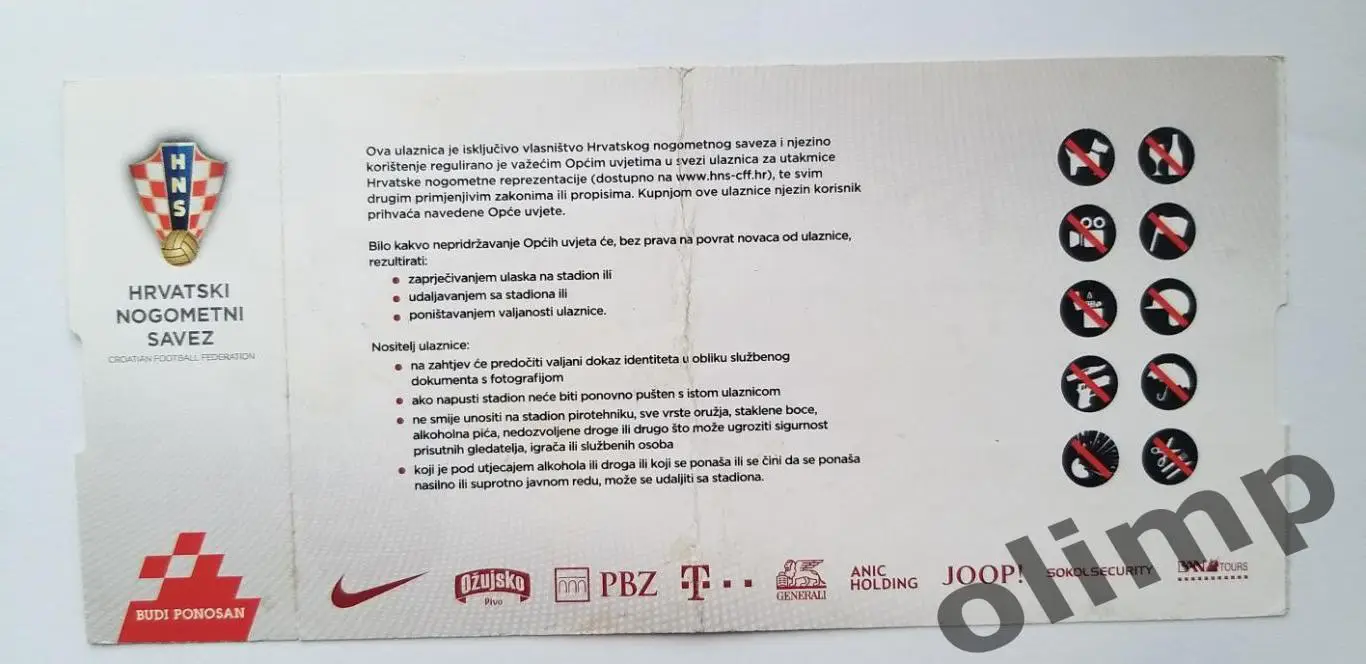 HNS
HRVATSKI
NOGOMETNI
SAVEZ
CROATIAN FOOTBALL FEDERATION
BUDI PONOSAN
Ova ulaznica je isključivo vlasništvo Hrvatskog nogometnog saveza i njezino
korištenje regulirano je važećim Općim uvjetima u svezi ulaznica za utakmice
Hrvatske nogometne reprezentacije (dostupno na www.hns-cff.hr), te svim
drugim primjenjivim zakonima ili propisima. Kupnjom ove ulaznice njezin korisnik
prihvaća navedene Opće uvjete.
Bilo kakvo nepridržavanje Općih uvjeta će, bez prava na povrat novaca od ulaznice,
rezultirati:
• zaprječivanjem ulaska na stadion ili
• udaljavanjem sa stadiona ili
• poništavanjem valjanosti ulaznice.
Nositelj ulaznice:
• na zahtjev će predočiti valjani dokaz identiteta u obliku službenog
dokumenta s fotografijom
• ako napusti stadion neće biti ponovno pušten s istom ulaznicom
• ne smije unositi na stadion pirotehniku, sve vrste oružja, staklene boce,
alkoholna pića, nedozvoljene droge ili drugo što može ugroziti sigurnost
prisutnih gledatelja, igrača ili službenih osoba
• koji je pod utjecajem alkohola ili droga ili koji se ponaša ili se čini da se ponaša
nasilno ili suprotno javnom redu, može se udaljiti sa stadiona.
Ožujsko
Pivo
PBZ
T
GENERALI
ANIC
HOLDING
JOOP!
SOKOLSECURITY
TOURS
olimp